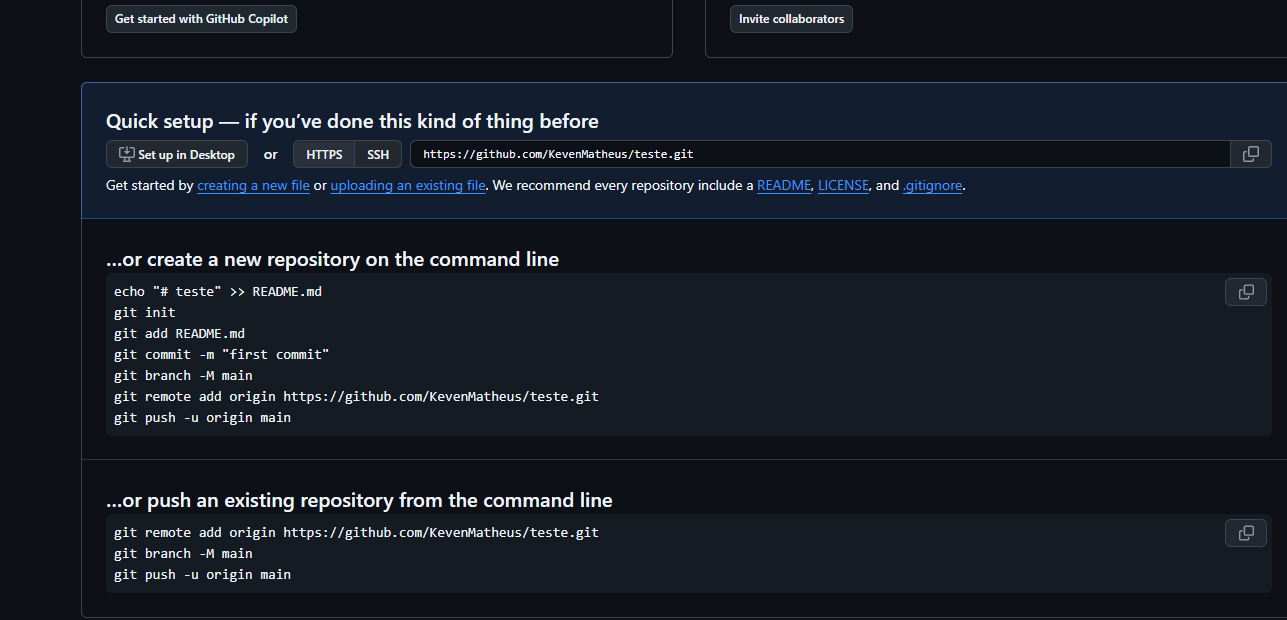 Get started with GitHub Copilot
Invite collaborators
Quick setup — if you’ve done this kind of thing before
Set up in Desktop or HTTPS SSH https://github.com/KevenMatheus/teste.git
Get started by creating a new file or uploading an existing file. We recommend every repository include a README, LICENSE, and .gitignore.
…or create a new repository on the command line
echo "# teste" >> README.md
git init
git add README.md
git commit -m "first commit"
git branch -M main
git remote add origin https://github.com/KevenMatheus/teste.git
git push -u origin main
…or push an existing repository from the command line
git remote add origin https://github.com/KevenMatheus/teste.git
git branch -M main
git push -u origin main